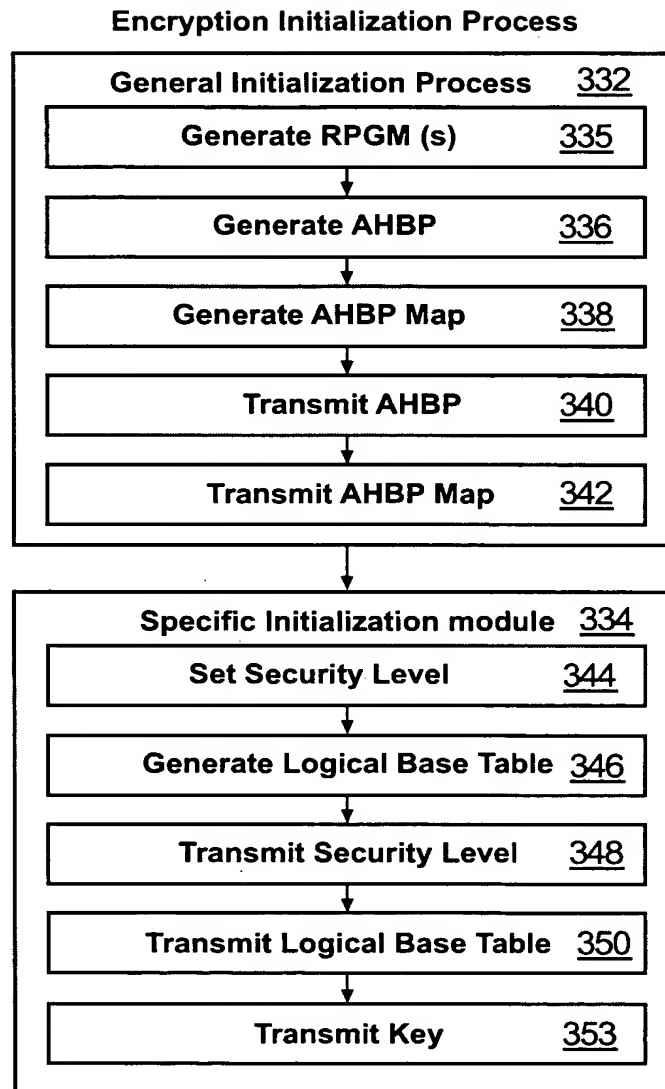 Encryption Initialization Process
General Initialization Process 332
Generate RPGM (s) 335
Generate AHBP 336
Generate AHBP Map 338
Transmit AHBP 340
Transmit AHBP Map 342
Specific Initialization module 334
Set Security Level 344
Generate Logical Base Table 346
Transmit Security Level 348
Transmit Logical Base Table 350
Transmit Key 353